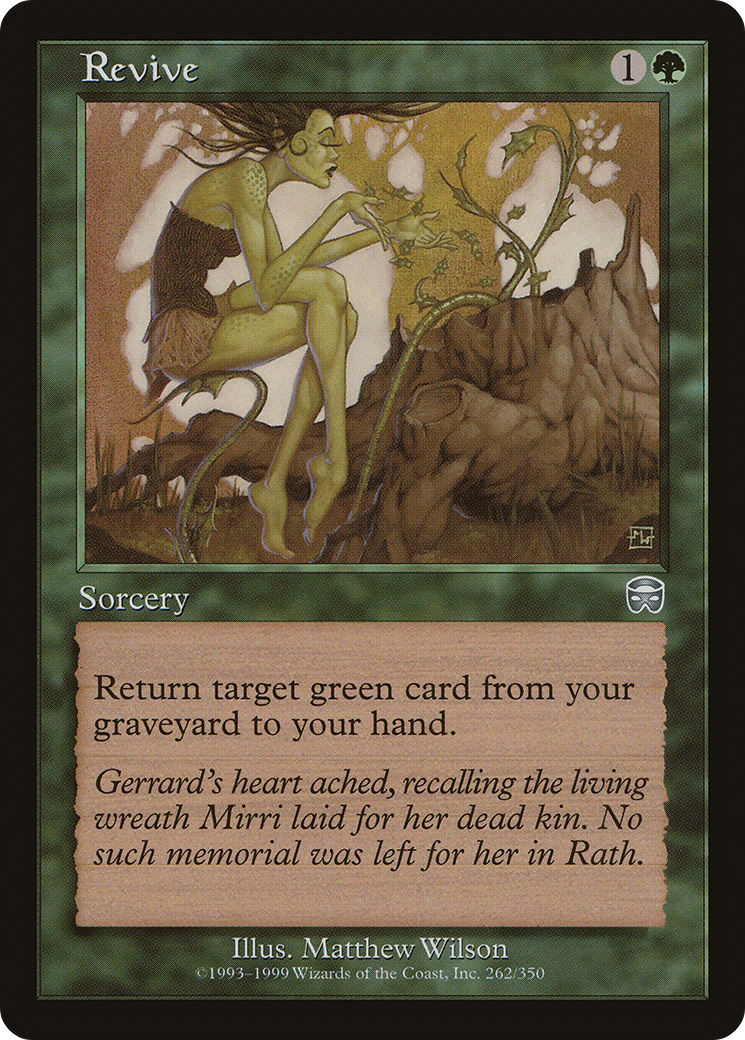 Revive
1
Sorcery
Return target green card from your
graveyard to your hand.
Gerrard's heart ached, recalling the living
wreath Mirri laid for her dead kin. No
such memorial was left for her in Rath.
Illus. Matthew Wilson
©1993–1999 Wizards of the Coast, Inc. 262/350